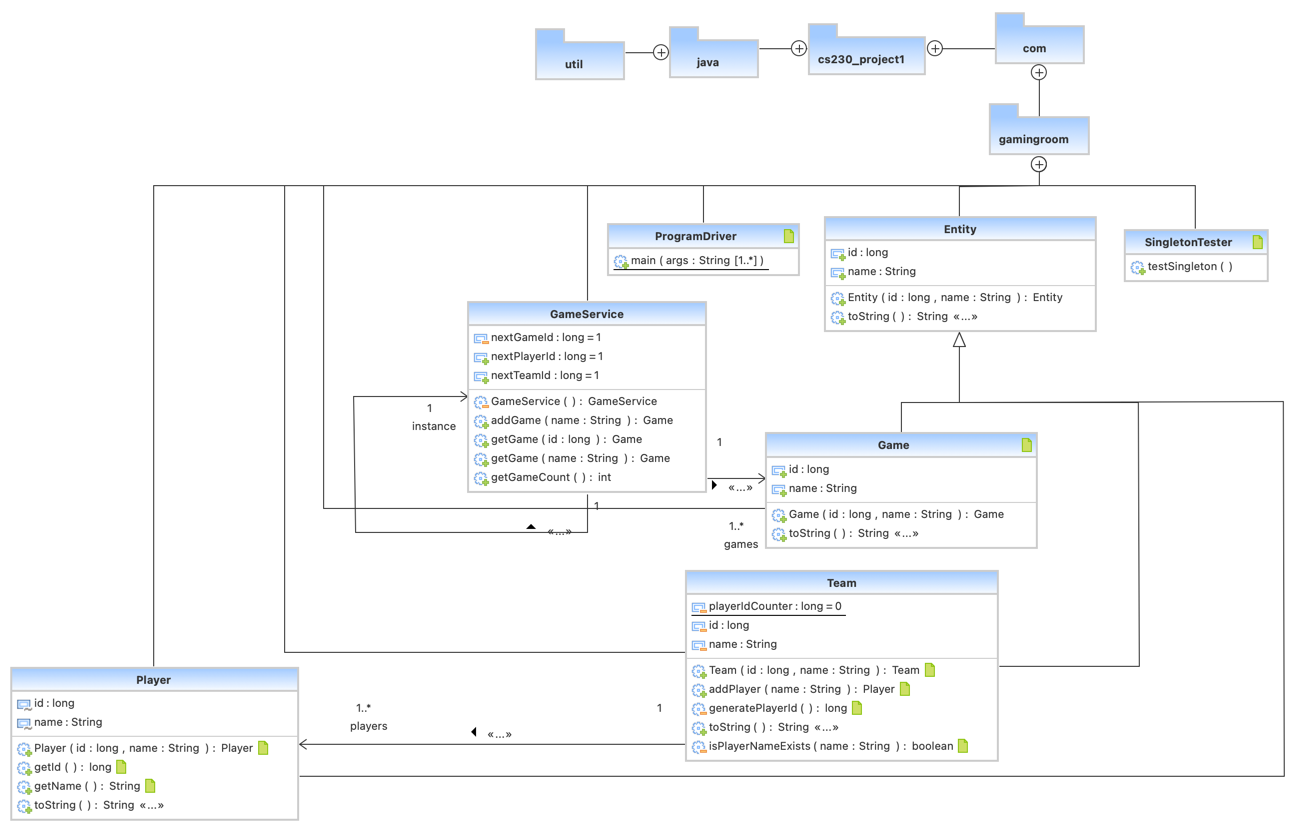 util
java
cs230_project1
com
gamingroom
ProgramDriver
main ( args : String [1..*] )
Entity
id : long
name : String
Entity ( id : long , name : String ) : Entity
toString ( ) : String «...»
SingletonTester
testSingleton ( )
GameService
nextGameId : long = 1
nextPlayerId : long = 1
nextTeamId : long = 1
GameService ( ) : GameService
addGame ( name : String ) : Game
getGame ( id : long ) : Game
getGame ( name : String ) : Game
getGameCount ( ) : int
1
instance
1
«...»
1
«...»
1..*
games
Game
id : long
name : String
Game ( id : long , name : String ) : Game
toString ( ) : String «...»
Team
playerIdCounter : long = 0
id : long
name : String
Team ( id : long , name : String ) : Team
addPlayer ( name : String ) : Player
generatePlayerId ( ) : long
toString ( ) : String «...»
isPlayerNameExists ( name : String ) : boolean
1..*
players
1
«...»
Player
id : long
name : String
Player ( id : long , name : String ) : Player
getId ( ) : long
getName ( ) : String
toString ( ) : String «...»